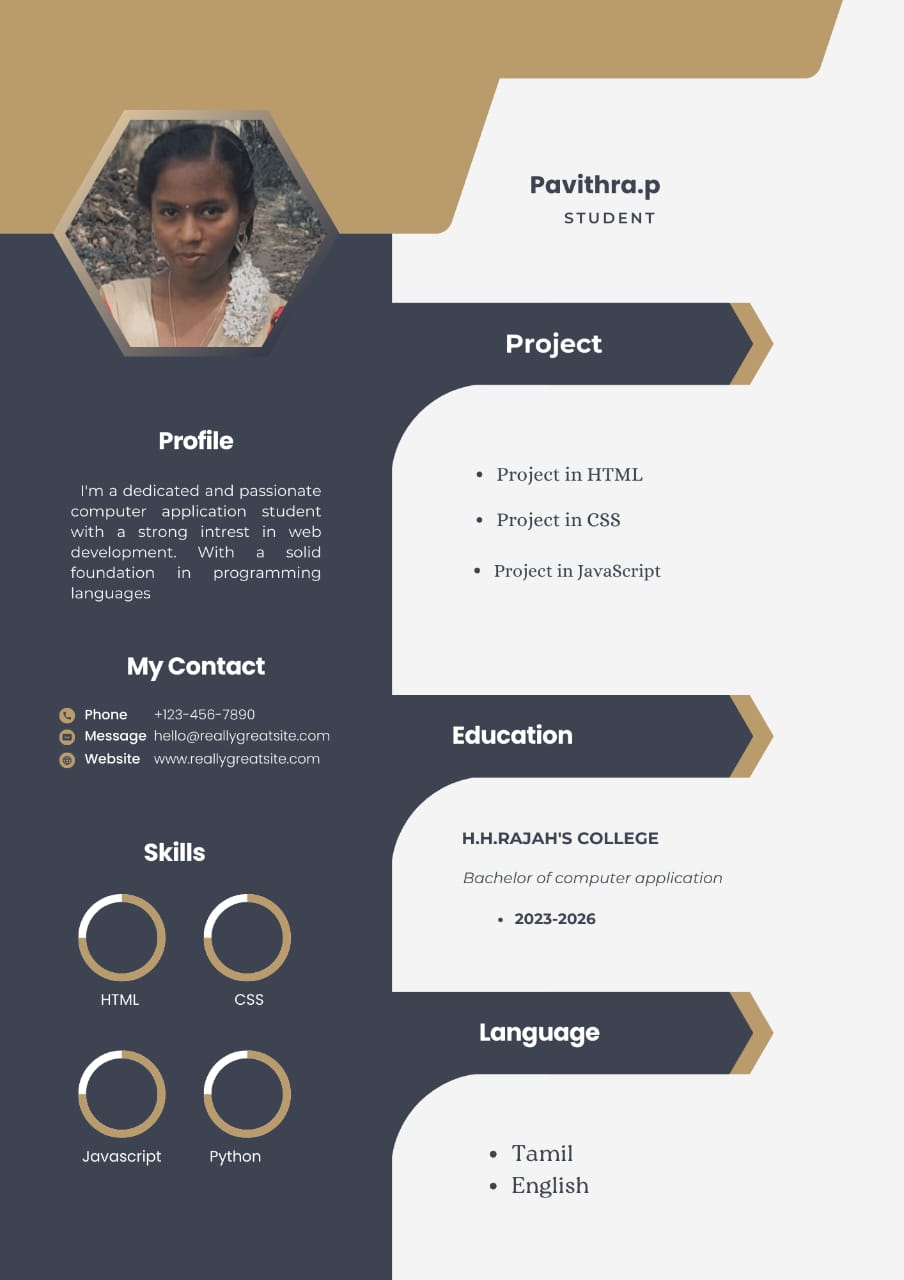 Pavithra.p
STUDENT
Profile
I'm a dedicated and passionate
computer application student
with a strong intrest in web
development. With a solid
foundation in programming
languages
My Contact
Phone +123-456-7890
Message hello@reallygreatsite.com
Website www.reallygreatsite.com
Skills
HTML CSS
Javascript Python
Project
Project in HTML
Project in CSS
Project in JavaScript
Education
H.H.RAJAH'S COLLEGE
Bachelor of computer application
2023-2026
Language
Tamil
English